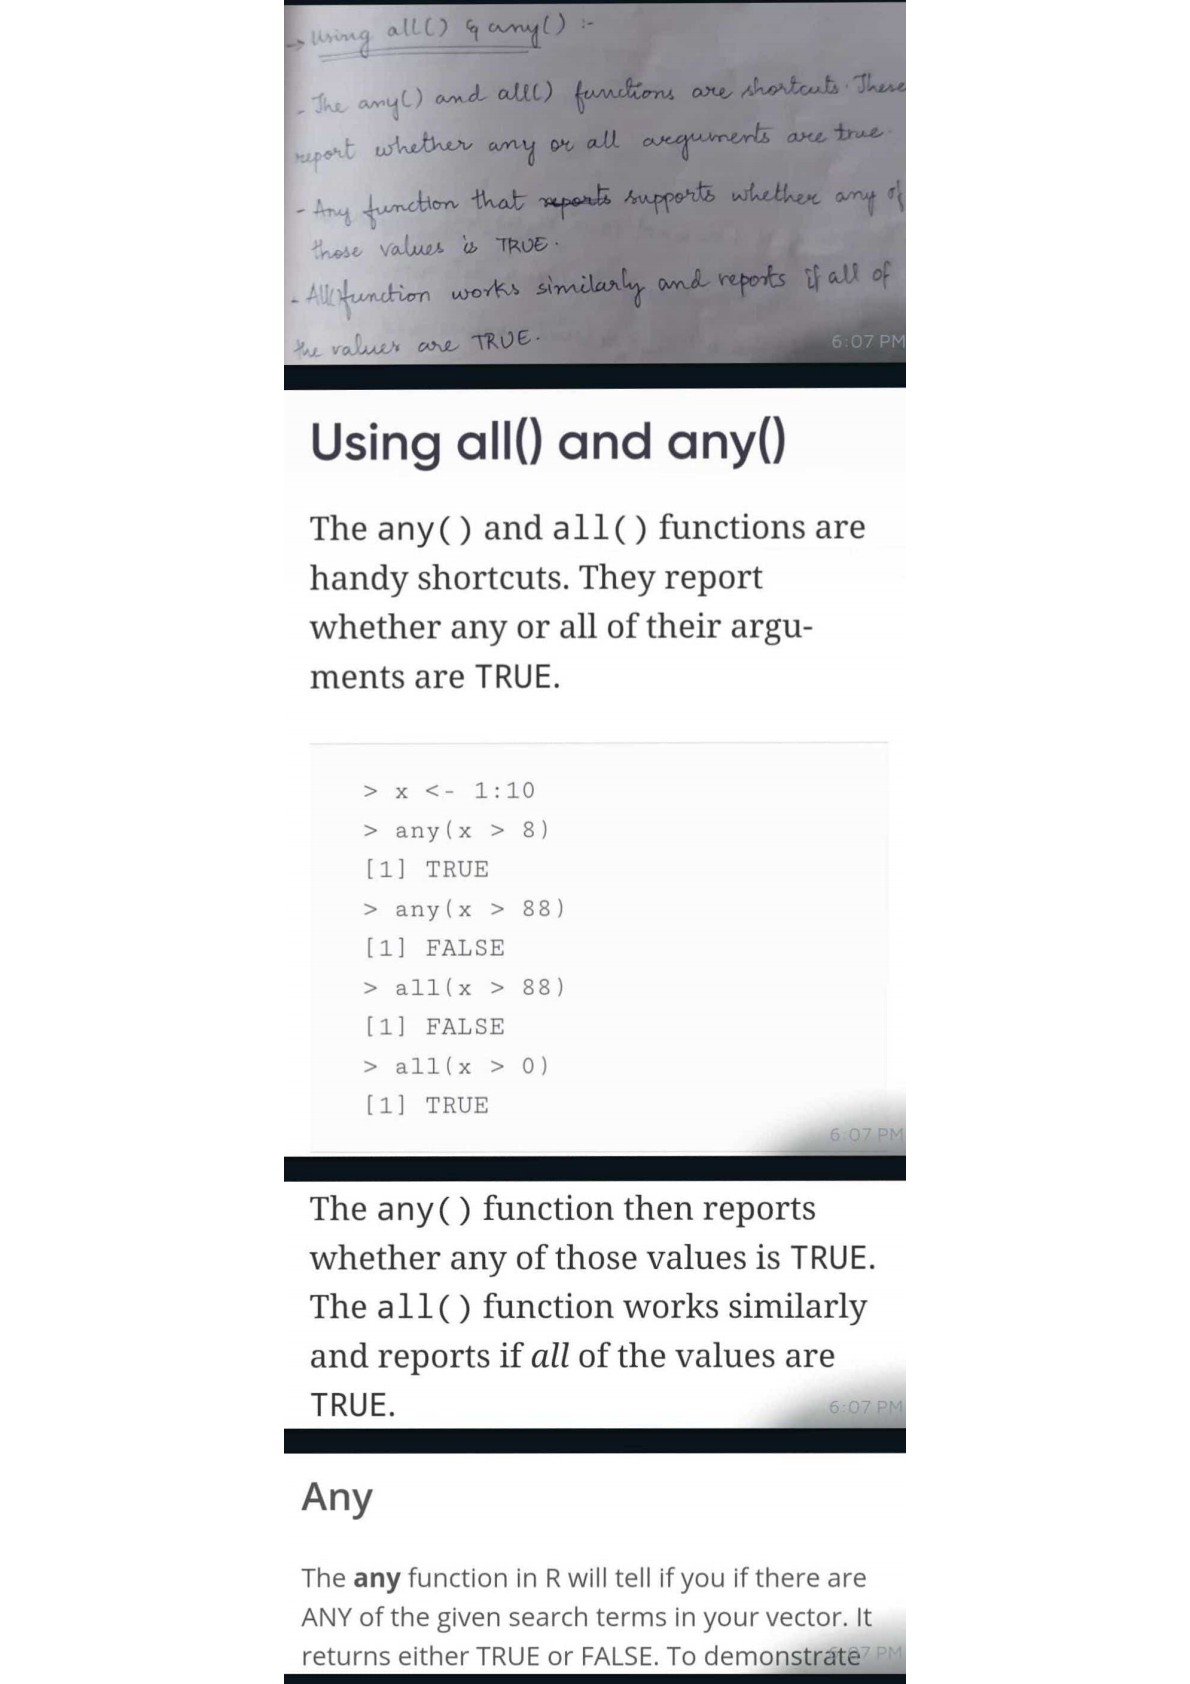 → Using all() & any() :-
- The any() and all() functions are shortcuts. These
report whether any or all arguments are true.
- Any function that reports supports whether any of
those values is TRUE.
- All function works similarly and reports if all of
the values are TRUE.
6:07 PM
Using all() and any()
The any() and all() functions are
handy shortcuts. They report
whether any or all of their argu-
ments are TRUE.
> x <- 1:10
> any(x > 8)
[1] TRUE
> any(x > 88)
[1] FALSE
> all(x > 88)
[1] FALSE
> all(x > 0)
[1] TRUE
6:07 PM
The any() function then reports
whether any of those values is TRUE.
The all() function works similarly
and reports if all of the values are
TRUE.
6:07 PM
Any
The any function in R will tell if you if there are
ANY of the given search terms in your vector. It
returns either TRUE or FALSE. To demonstrate
6:07 PM